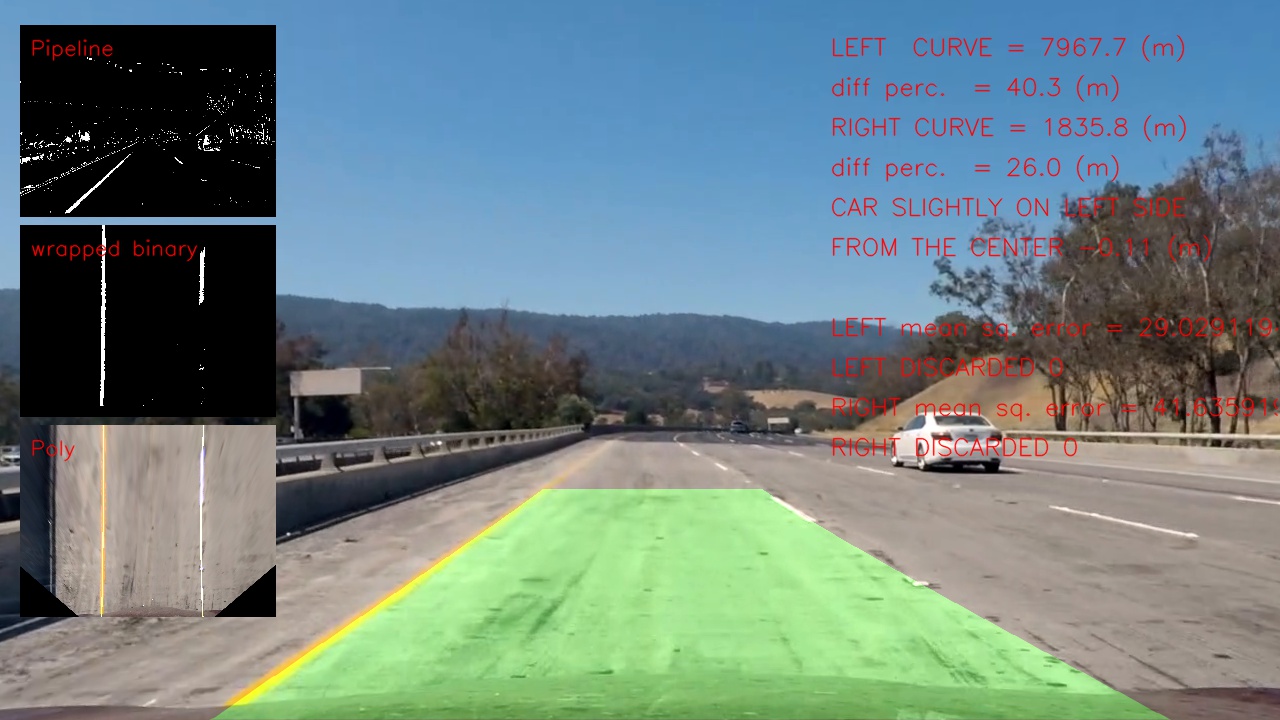 Pipeline
wrapped binary
Poly
LEFT CURVE = 7967.7 (m)
diff perc. = 40.3 (m)
RIGHT CURVE = 1835.8 (m)
diff perc. = 26.0 (m)
CAR SLIGHTLY ON LEFT SIDE
FROM THE CENTER -0.11 (m)
LEFT mean sq. error = 29.029119
LEFT DISCARDED 0
RIGHT mean sq. error = 41.63591
RIGHT DISCARDED 0